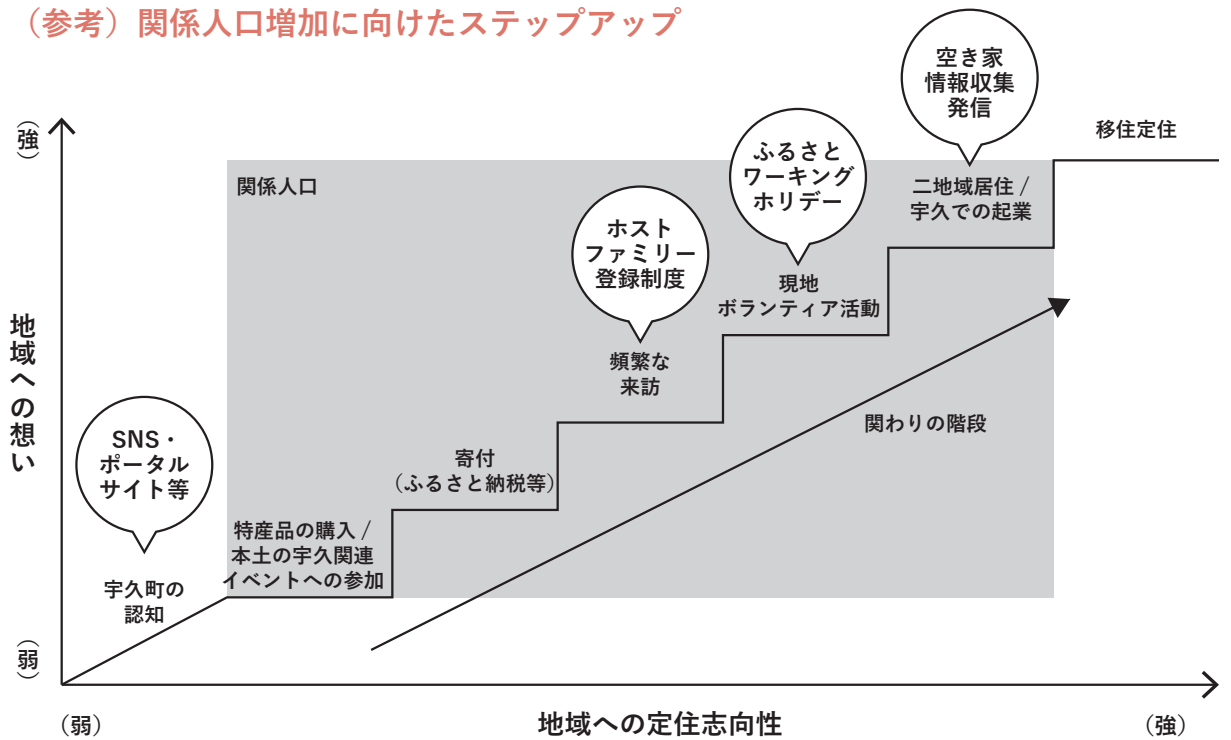 （参考）関係人口増加に向けたステップアップ
空き家
情報収集
発信
移住定住
（強）
ふるさと
ワーキング
ホリデー
関係人口
二地域居住 /
宇久での起業
ホスト
ファミリー
登録制度
現地
ボランティア活動
頻繁な
来訪
地域への想い
関わりの階段
SNS・
ポータル
サイト等
寄付
（ふるさと納税等）
特産品の購入 /
本土の宇久関連
イベントへの参加
宇久町の
認知
（弱）
（弱）
地域への定住志向性
（強）